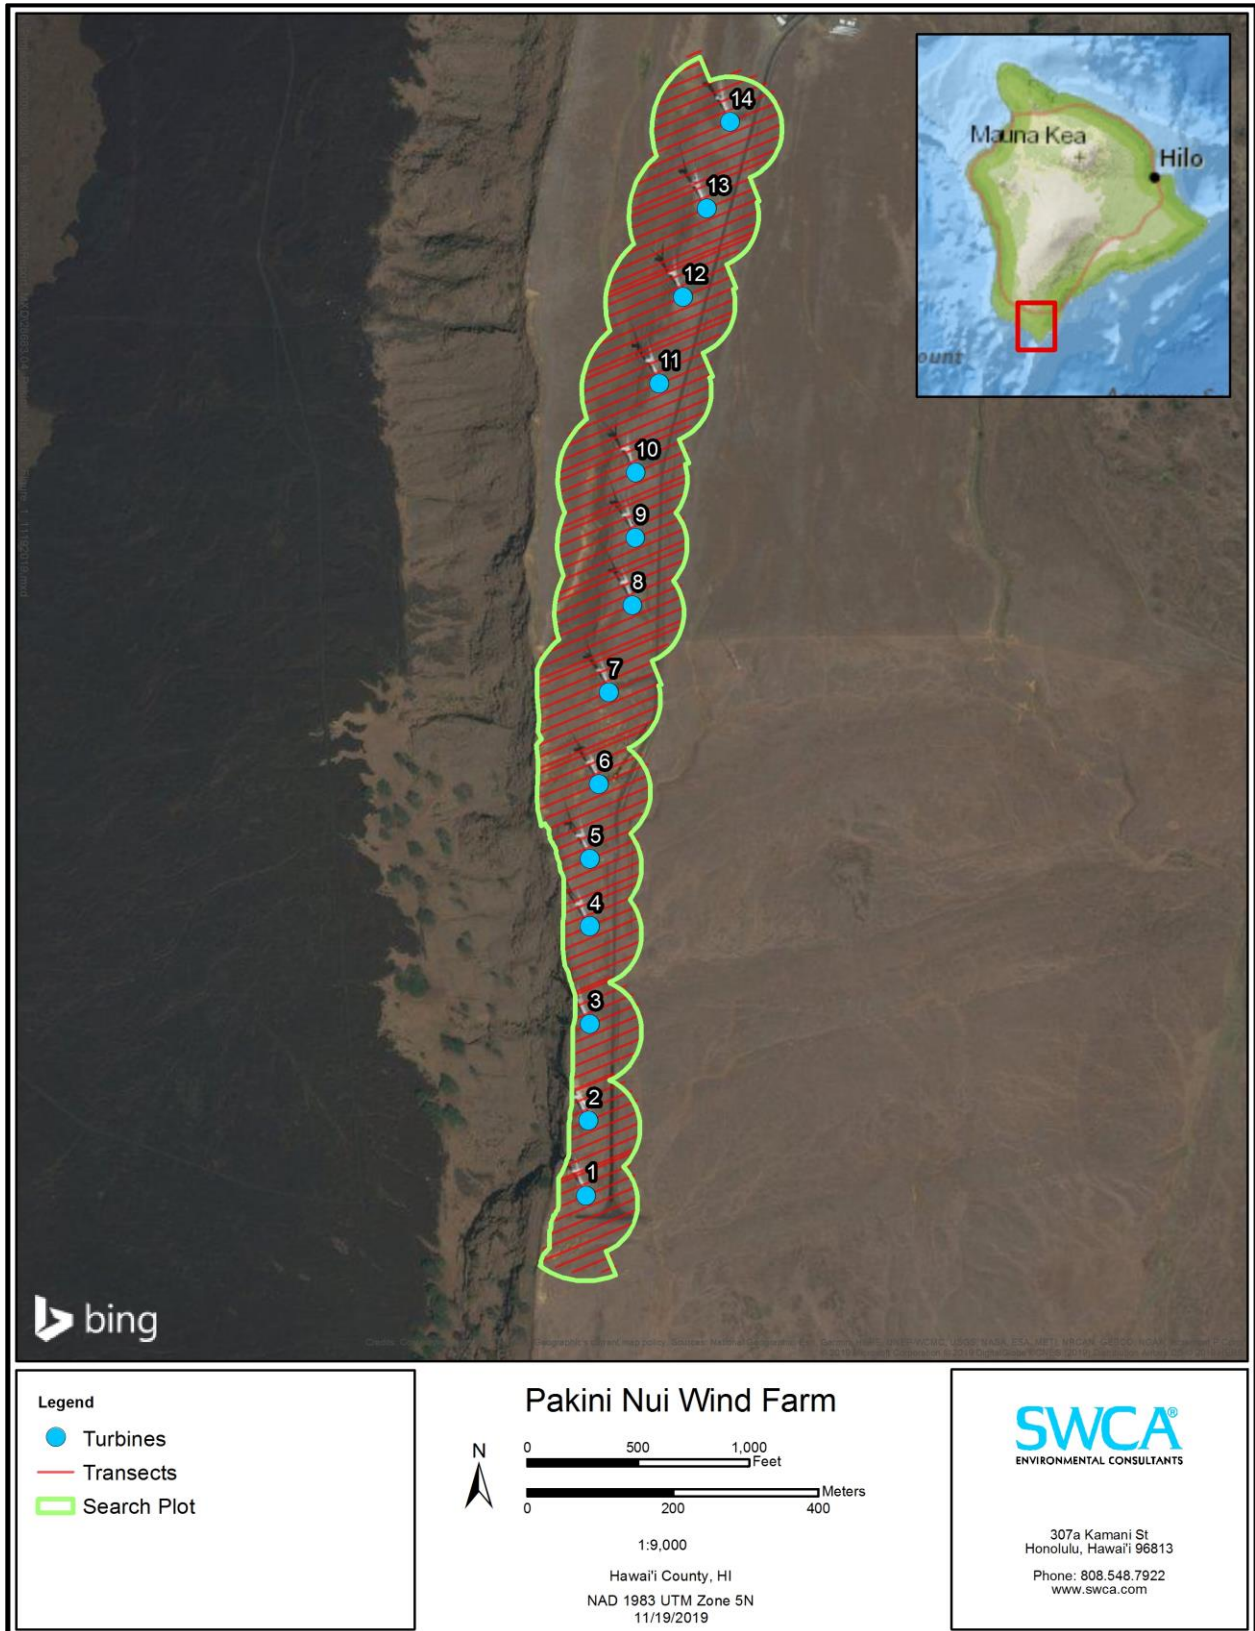 14
13
12
11
10
9
8
7
6
5
4
3
2
1
Mauna Kea
Hilo
ount
bing
Legend
Turbines
Transects
Search Plot
Pakini Nui Wind Farm
N
0 500 1,000
Feet
Meters
0 200 400
1:9,000
Hawai'i County, HI
NAD 1983 UTM Zone 5N
11/19/2019
SWCA®
ENVIRONMENTAL CONSULTANTS
307a Kamani St
Honolulu, Hawai'i 96813
Phone: 808.548.7922
www.swca.com